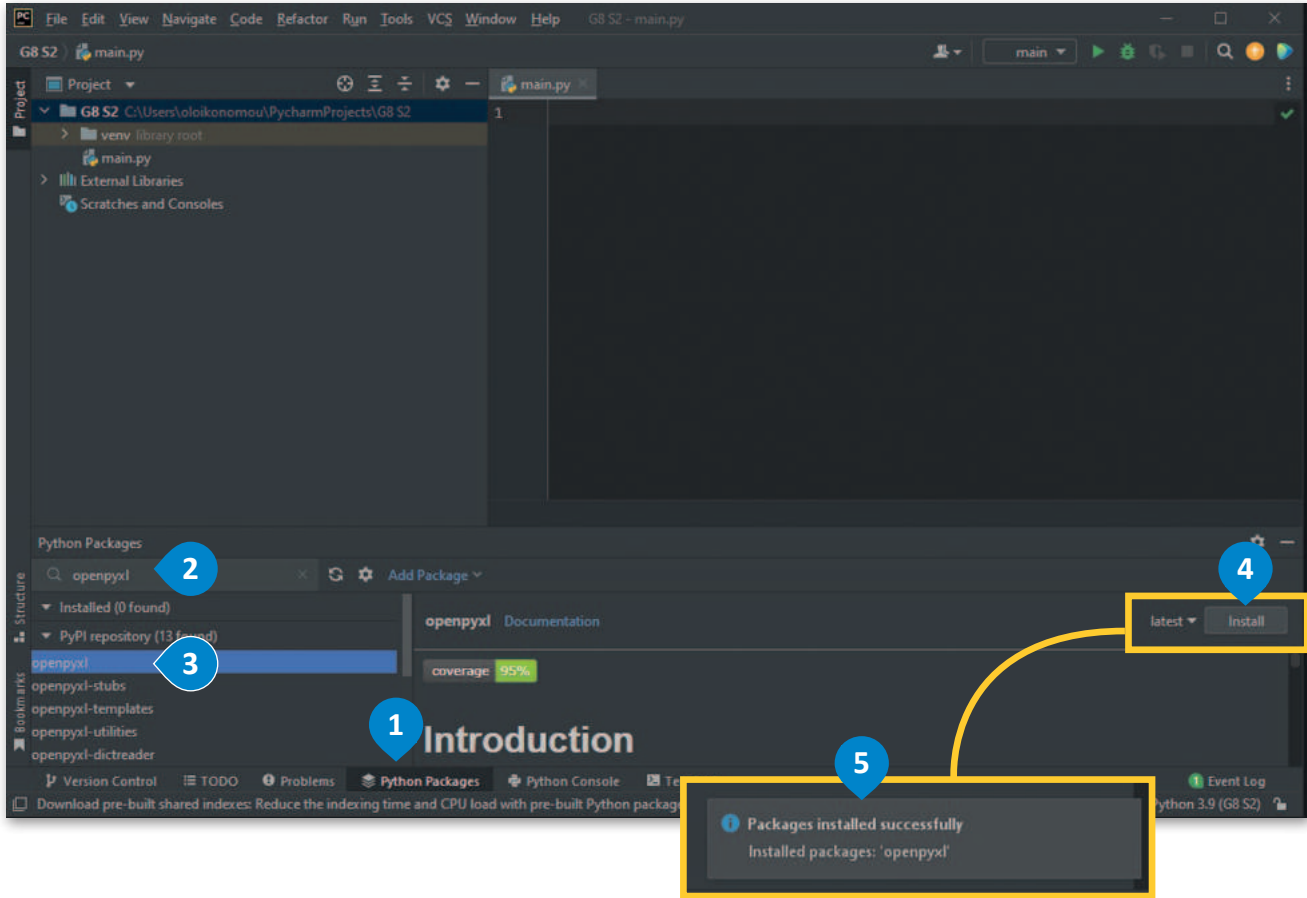 PC File Edit View Navigate Code Refactor Run Tools VCS Window Help G8 S2 - main.py
G8 S2 main.py main
Project
Project
main.py
G8 S2 C:\Users\oloikonomou\PycharmProjects\G8 S2
1
venv library root
main.py
External Libraries
Scratches and Consoles
Python Packages
openpyxl
2
Add Package
4
Structure
Installed (0 found)
openpyxl Documentation
latest Install
PyPI repository (13 found)
openpyxl
3
coverage 95%
Bookmarks
openpyxl-stubs
openpyxl-templates
openpyxl-utilities
openpyxl-dictreader
1
Introduction
5
Version Control TODO Problems Python Packages Python Console Te
1 Event Log
Download pre-built shared indexes: Reduce the indexing time and CPU load with pre-built Python package
Python 3.9 (G8 S2)
Packages installed successfully
Installed packages: 'openpyxl'